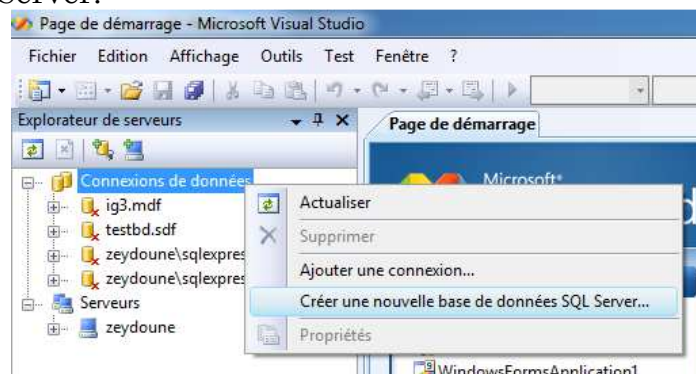 Server.
Page de démarrage - Microsoft Visual Studio
Fichier Edition Affichage Outils Test Fenêtre ?
Explorateur de serveurs
Page de démarrage
Connexions de données
Microsoft
ig3.mdf
testbd.sdf
zeydoune\sqlexpres
zeydoune\sqlexpres
Serveurs
zeydoune
Actualiser
Supprimer
Ajouter une connexion...
Créer une nouvelle base de données SQL Server...
Propriétés
WindowsFormsApplication1